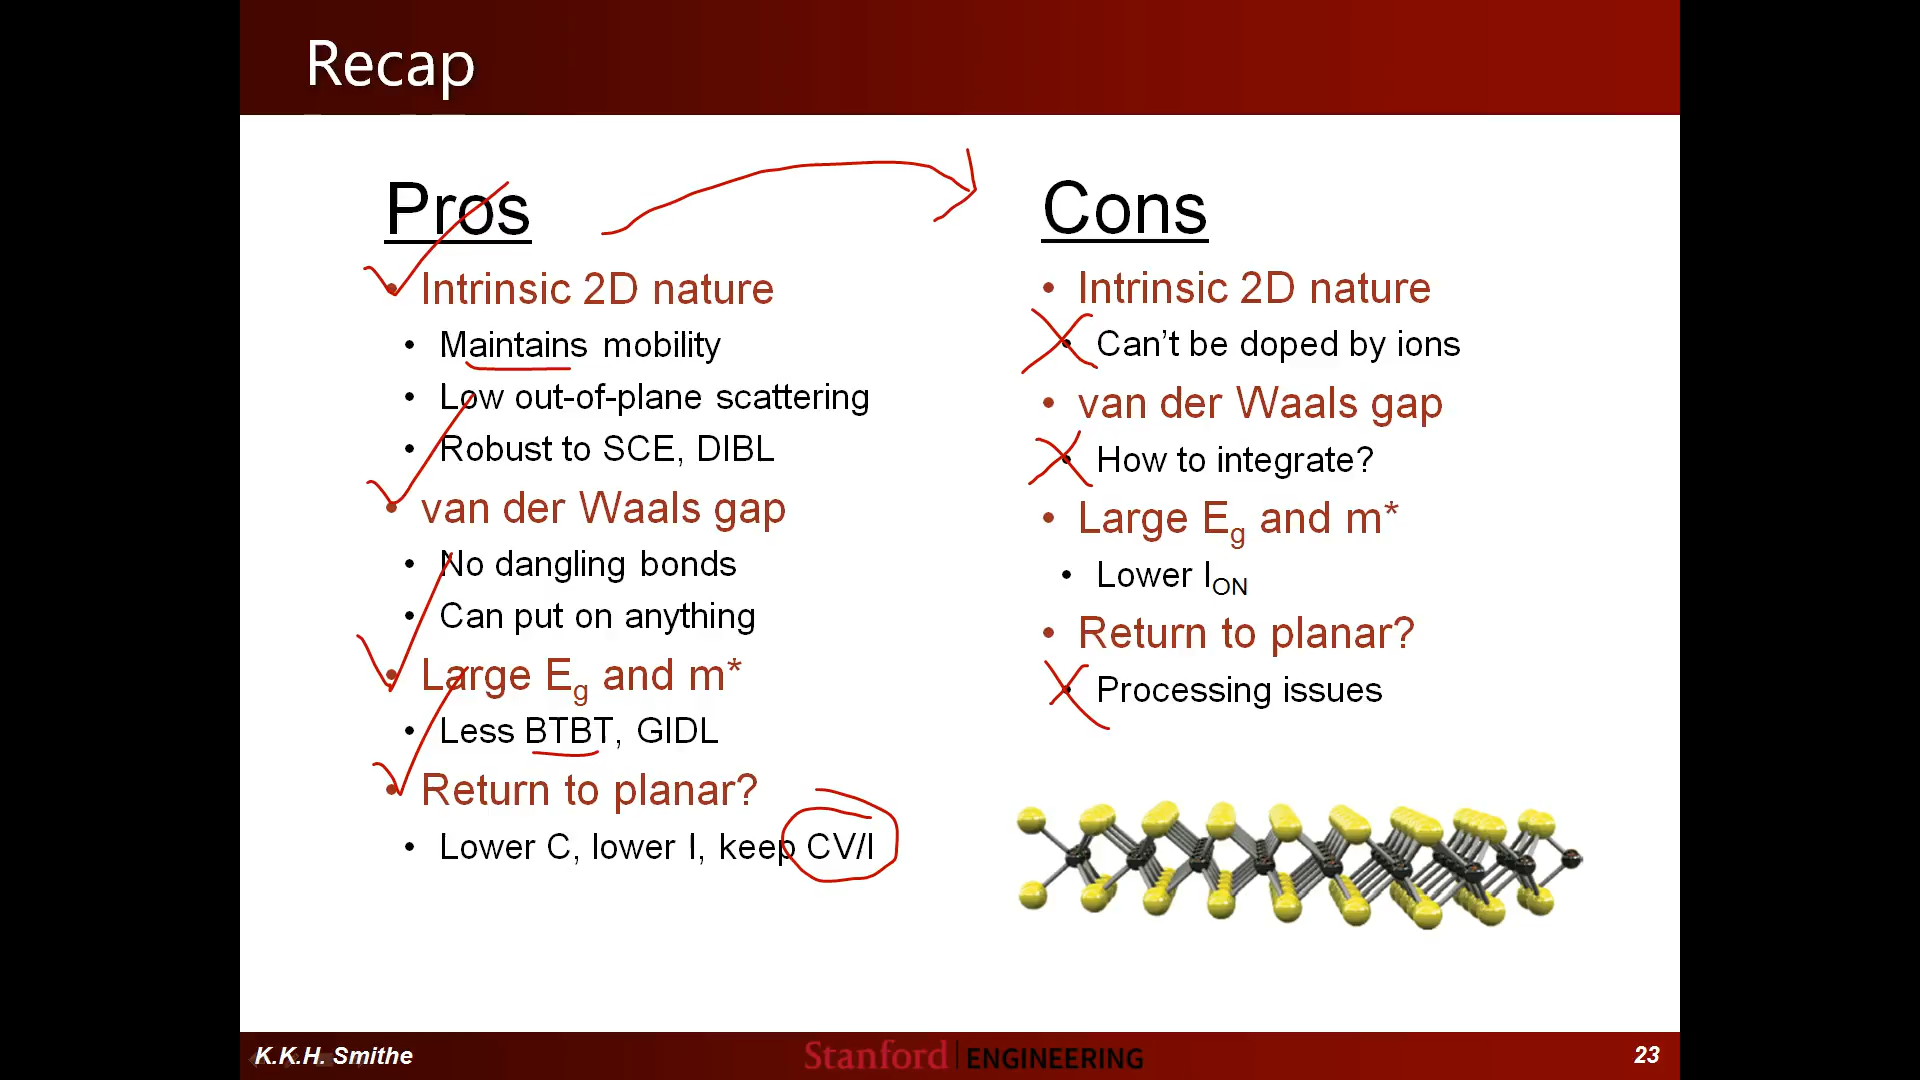 Recap
Pros
• Intrinsic 2D nature
• Maintains mobility
• Low out-of-plane scattering
• Robust to SCE, DIBL
• van der Waals gap
• No dangling bonds
• Can put on anything
• Large Eg and m*
• Less BTBT, GIDL
• Return to planar?
• Lower C, lower I, keep CV/I
Cons
• Intrinsic 2D nature
• Can't be doped by ions
• van der Waals gap
• How to integrate?
• Large Eg and m*
• Lower ION
• Return to planar?
• Processing issues
K.K.H. Smithe
Stanford | ENGINEERING
23